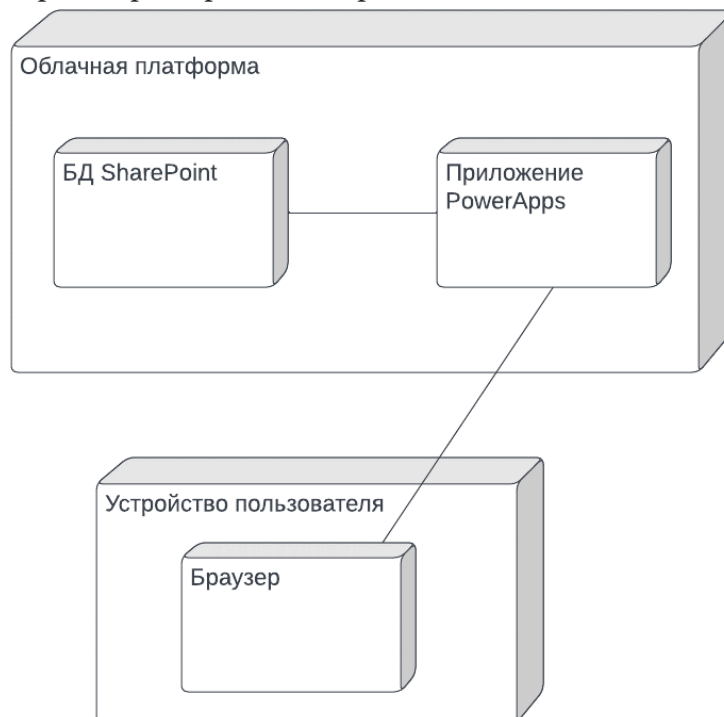 Облачная платформа
БД SharePoint
Приложение
PowerApps
Устройство пользователя
Браузер